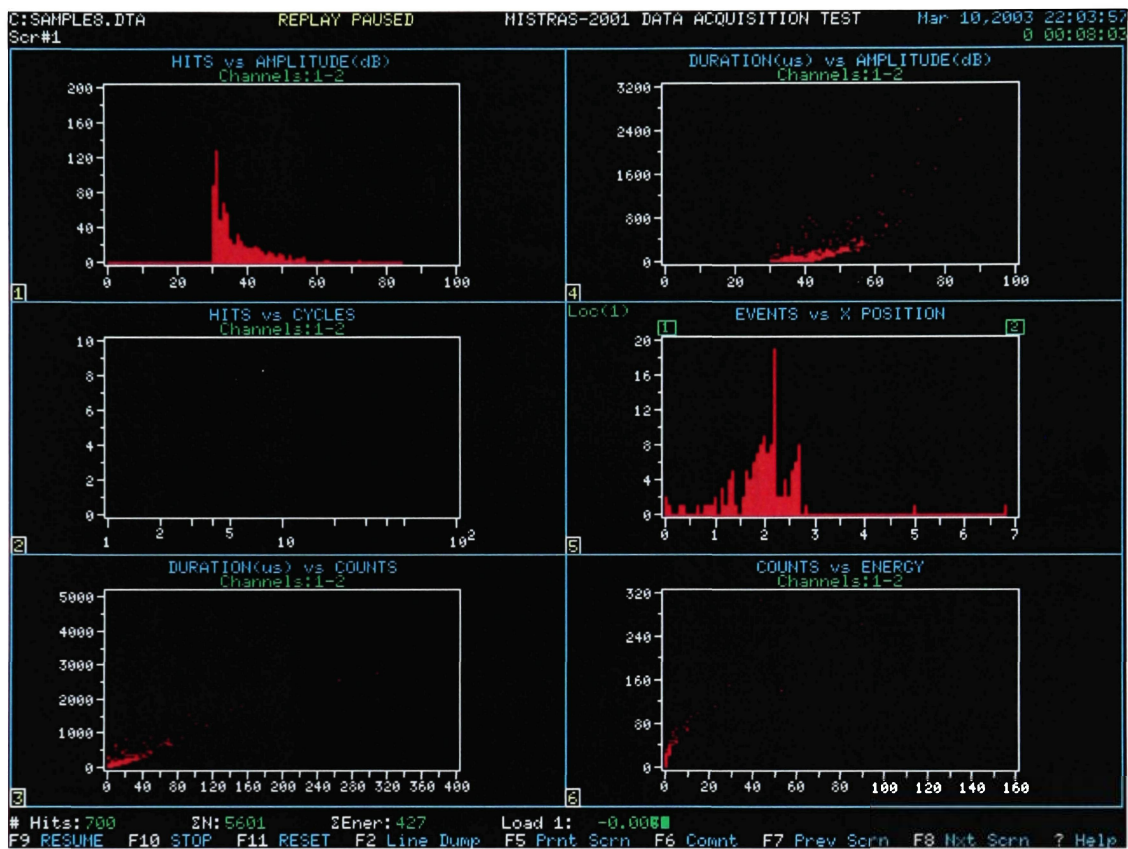 C:SAMPLE8.DTA REPLAY PAUSED MISTRAS-2001 DATA ACQUISITION TEST Mar 10,2003 22:03:57
Scr#1 0 00:08:03
HITS vs AMPLITUDE(dB)
Channels:1-2
200
160
120
80
40
0
0 20 40 60 80 100
1
DURATION(us) vs AMPLITUDE(dB)
Channels:1-2
3200
2400
1600
800
0
0 20 40 60 80 100
4
HITS vs CYCLES
Channels:1-2
10
8
6
4
2
0
1 2 5 10 10²
2
Loc(1) EVENTS vs X POSITION
1 2
20
16
12
8
4
0
0 1 2 3 4 5 6 7
5
DURATION(us) vs COUNTS
Channels:1-2
5000
4000
3000
2000
1000
0
0 40 80 120 160 200 240 280 320 360 400
3
COUNTS vs ENERGY
Channels:1-2
320
240
160
80
0
0 20 40 60 80 100 120 140 160
6
# Hits:700 ΣN:5601 ΣEner:427 Load 1:
F9 RESUME F10 STOP F11 RESET F2 Line Dump F5 Prnt Scrn F6 Comnt F7 Prev Scrn F8 Nxt Scrn ? Help